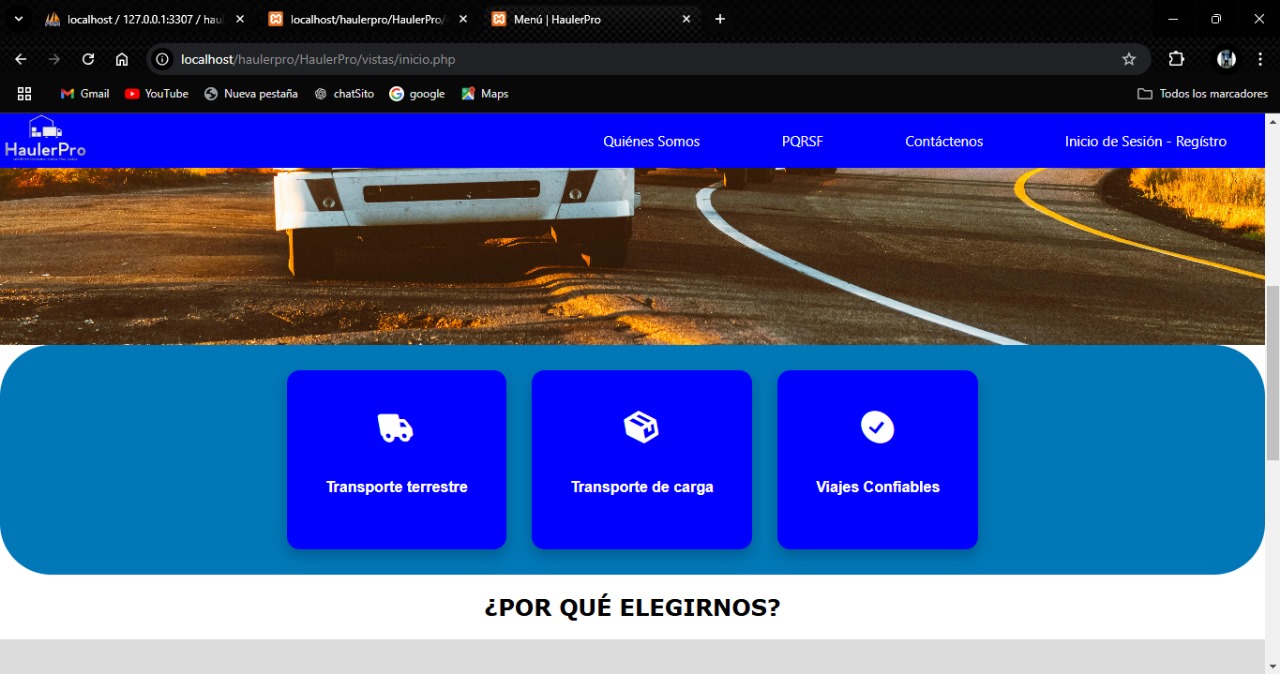 localhost / 127.0.0.1:3307 / hau
localhost/haulerpro/HaulerPro/
Menú | HaulerPro
localhost/haulerpro/HaulerPro/vistas/inicio.php
Gmail
YouTube
Nueva pestaña
chatSito
google
Maps
Todos los marcadores
HaulerPro
Quiénes Somos
PQRSF
Contáctenos
Inicio de Sesión - Regístro
Transporte terrestre
Transporte de carga
Viajes Confiables
¿POR QUÉ ELEGIRNOS?